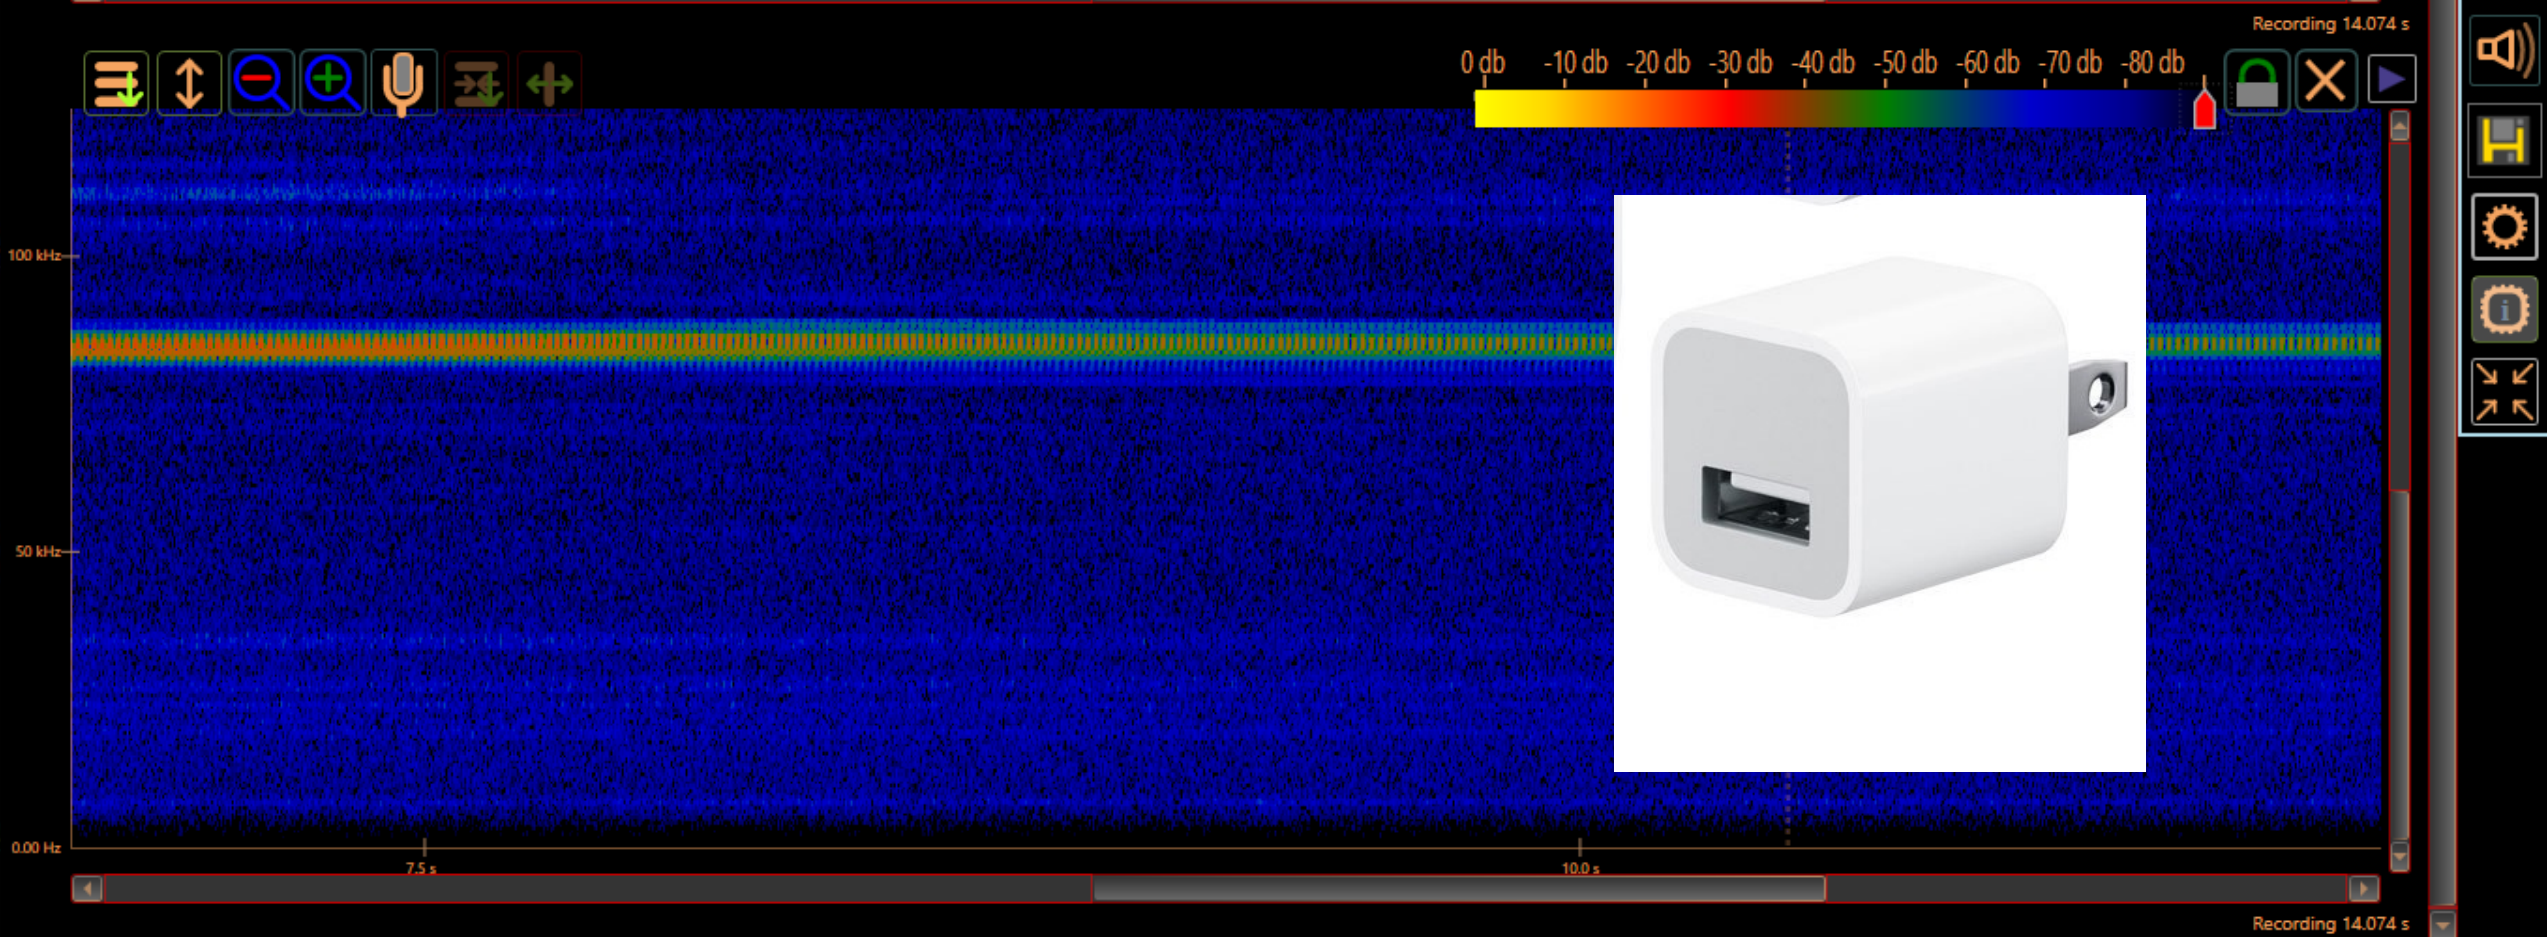 Recording 14.074 s
0 db -10 db -20 db -30 db -40 db -50 db -60 db -70 db -80 db
100 kHz
50 kHz
0.00 Hz
7.5 s 10.0 s
Recording 14.074 s